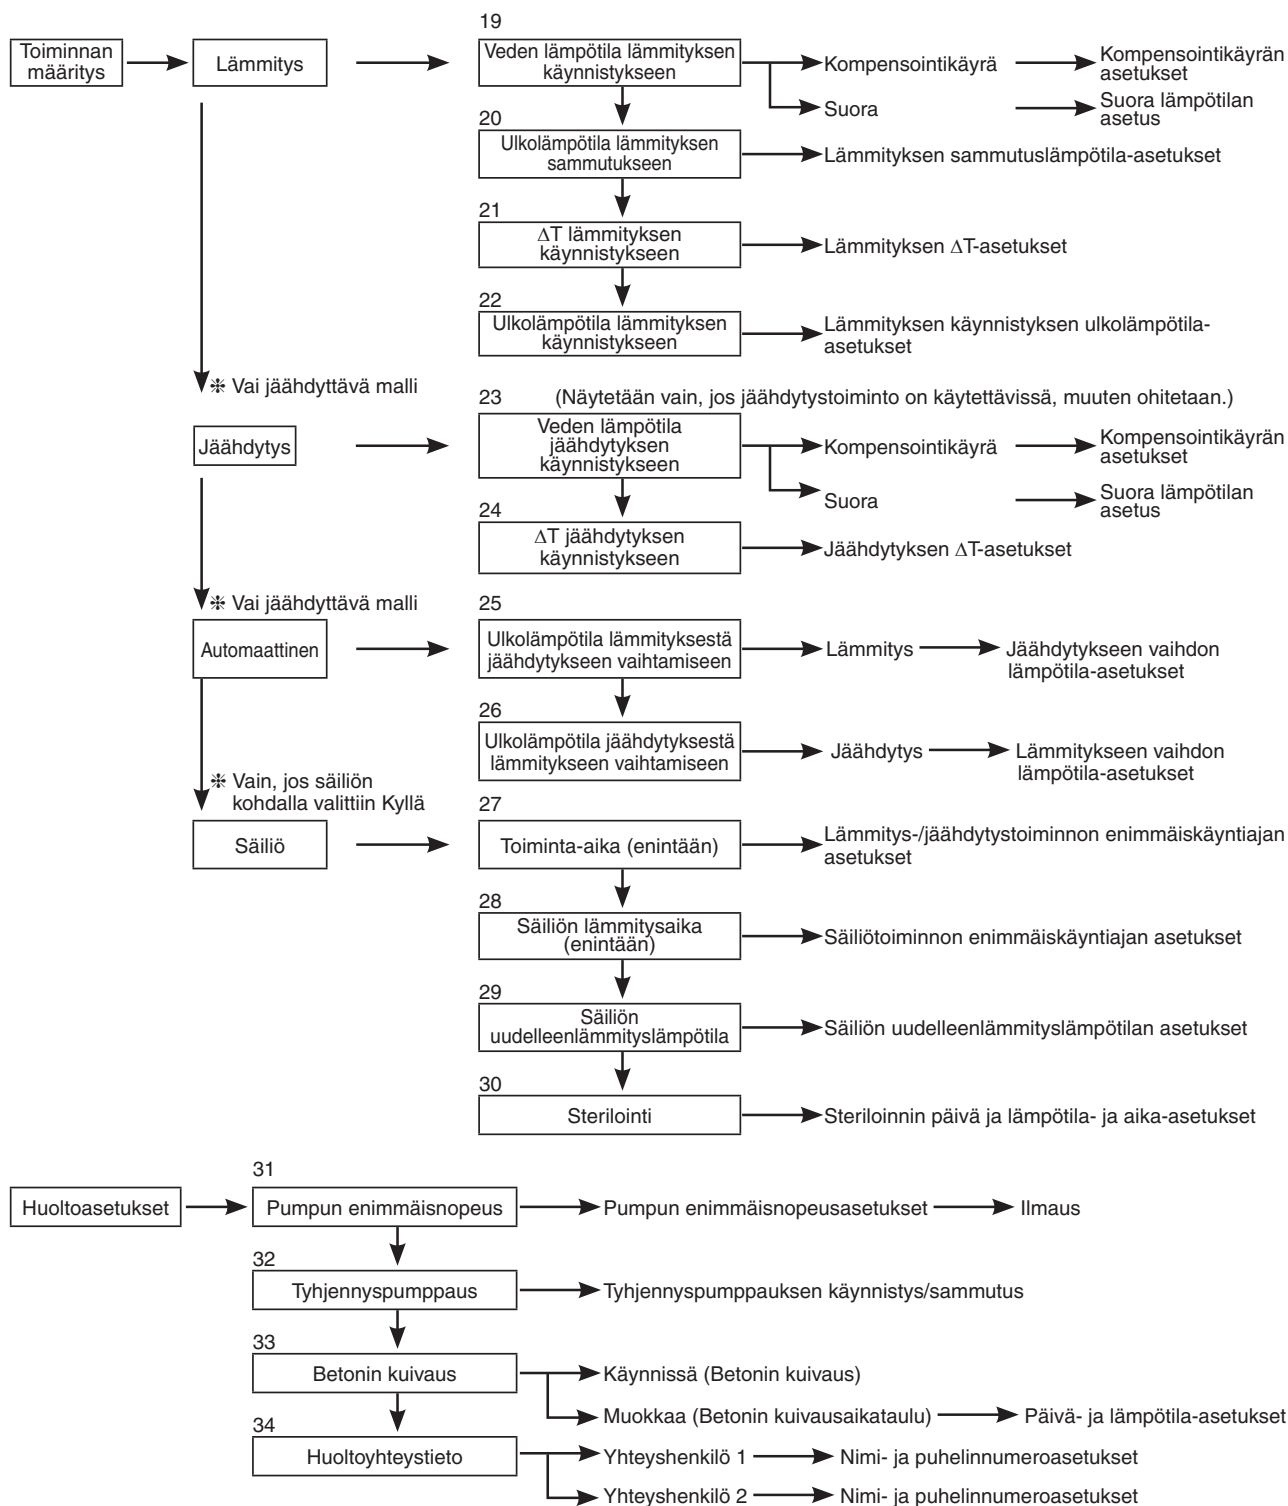 19
Toiminnan
määritys
Lämmitys
Veden lämpötila lämmityksen
käynnistykseen
Kompensointikäyrä
Kompensointikäyrän
asetukset
Suora
Suora lämpötilan
asetus
20
Ulkolämpötila lämmityksen
sammutukseen
Lämmityksen sammutuslämpötila-asetukset
21
∆T lämmityksen
käynnistykseen
Lämmityksen ∆T-asetukset
22
Ulkolämpötila lämmityksen
käynnistykseen
Lämmityksen käynnistyksen ulkolämpötila-
asetukset
❇ Vai jäähdyttävä malli
23
(Näytetään vain, jos jäähdytystoiminto on käytettävissä, muuten ohitetaan.)
Jäähdytys
Veden lämpötila
jäähdytyksen
käynnistykseen
Kompensointikäyrä
Kompensointikäyrän
asetukset
Suora
Suora lämpötilan
asetus
24
∆T jäähdytyksen
käynnistykseen
Jäähdytyksen ∆T-asetukset
❇ Vai jäähdyttävä malli
25
Automaattinen
Ulkolämpötila lämmityksestä
jäähdytykseen vaihtamiseen
Lämmitys
Jäähdytykseen vaihdon
lämpötila-asetukset
26
Ulkolämpötila jäähdytyksestä
lämmitykseen vaihtamiseen
Jäähdytys
Lämmitykseen vaihdon
lämpötila-asetukset
❇ Vain, jos säiliön
kohdalla valittiin Kyllä
27
Säiliö
Toiminta-aika (enintään)
Lämmitys-/jäähdytystoiminnon enimmäiskäyntiajan
asetukset
28
Säiliön lämmitysaika
(enintään)
Säiliötoiminnon enimmäiskäyntiajan asetukset
29
Säiliön
uudelleenlämmityslämpötila
Säiliön uudelleenlämmityslämpötilan asetukset
30
Sterilointi
Steriloinnin päivä ja lämpötila- ja aika-asetukset
31
Huoltoasetukset
Pumpun enimmäisnopeus
Pumpun enimmäisnopeusasetukset
Ilmaus
32
Tyhjennyspumppaus
Tyhjennyspumppauksen käynnistys/sammutus
33
Betonin kuivaus
Käynnissä (Betonin kuivaus)
Muokkaa (Betonin kuivausaikataulu)
Päivä- ja lämpötila-asetukset
34
Huoltoyhteystieto
Yhteyshenkilö 1
Nimi- ja puhelinnumeroasetukset
Yhteyshenkilö 2
Nimi- ja puhelinnumeroasetukset